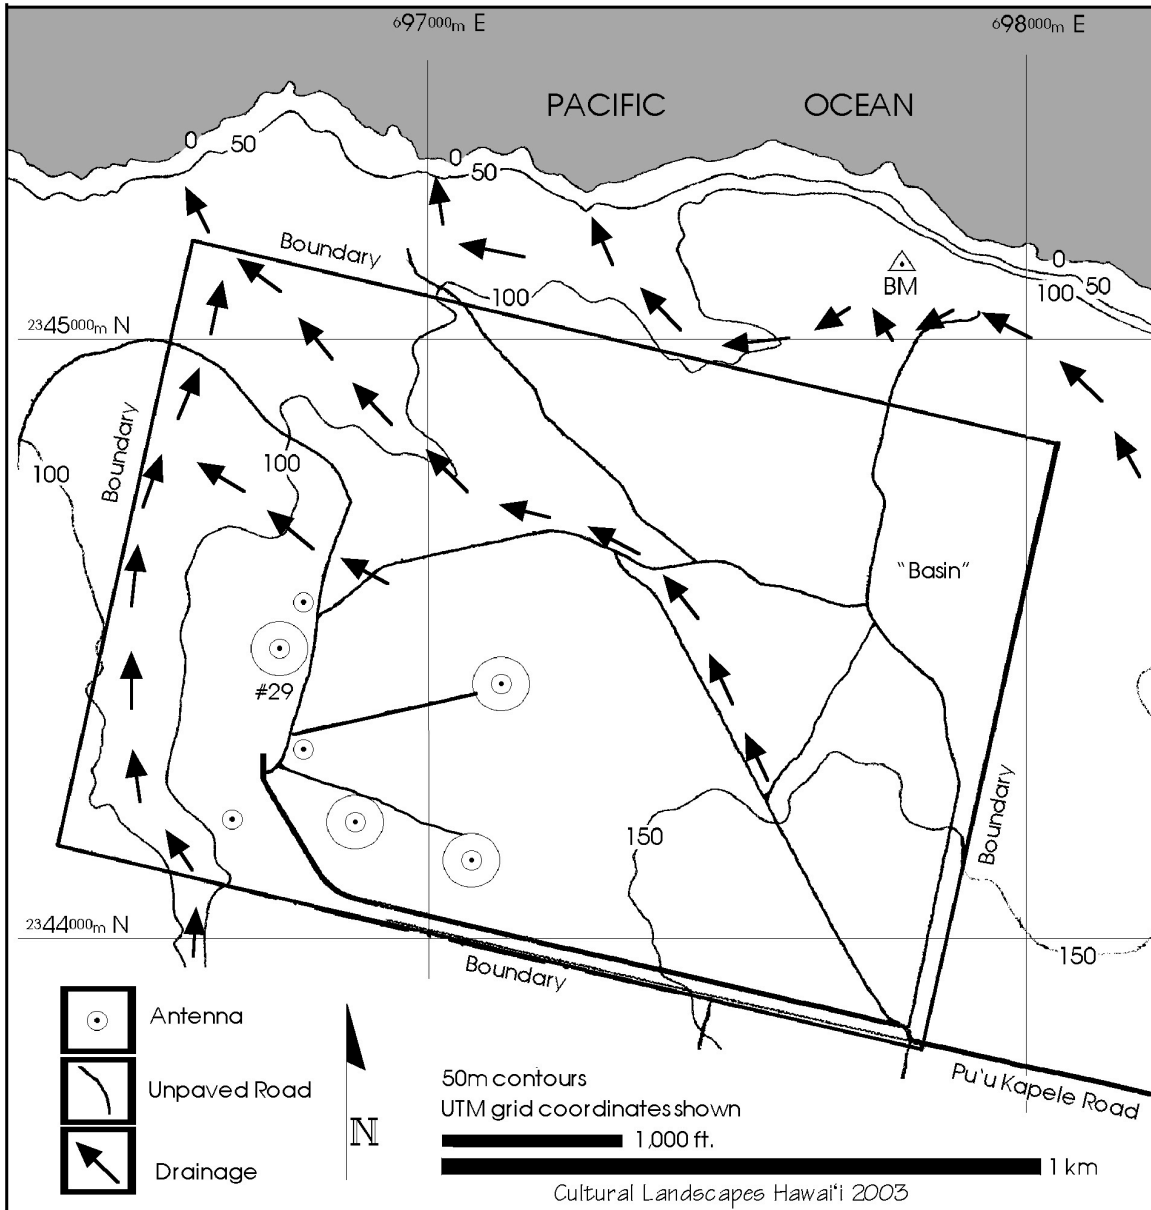 697000m E
698000m E
PACIFIC OCEAN
0
50
0
50
Boundary
0
50
100
BM
100
2345000m N
Boundary
100
100
"Basin"
#29
Boundary
150
2344000m N
150
Boundary
Antenna
Unpaved Road
Drainage
N
50m contours
UTM grid coordinates shown
1,000 ft.
1 km
Pu'u Kapele Road
Cultural Landscapes Hawai'i 2003